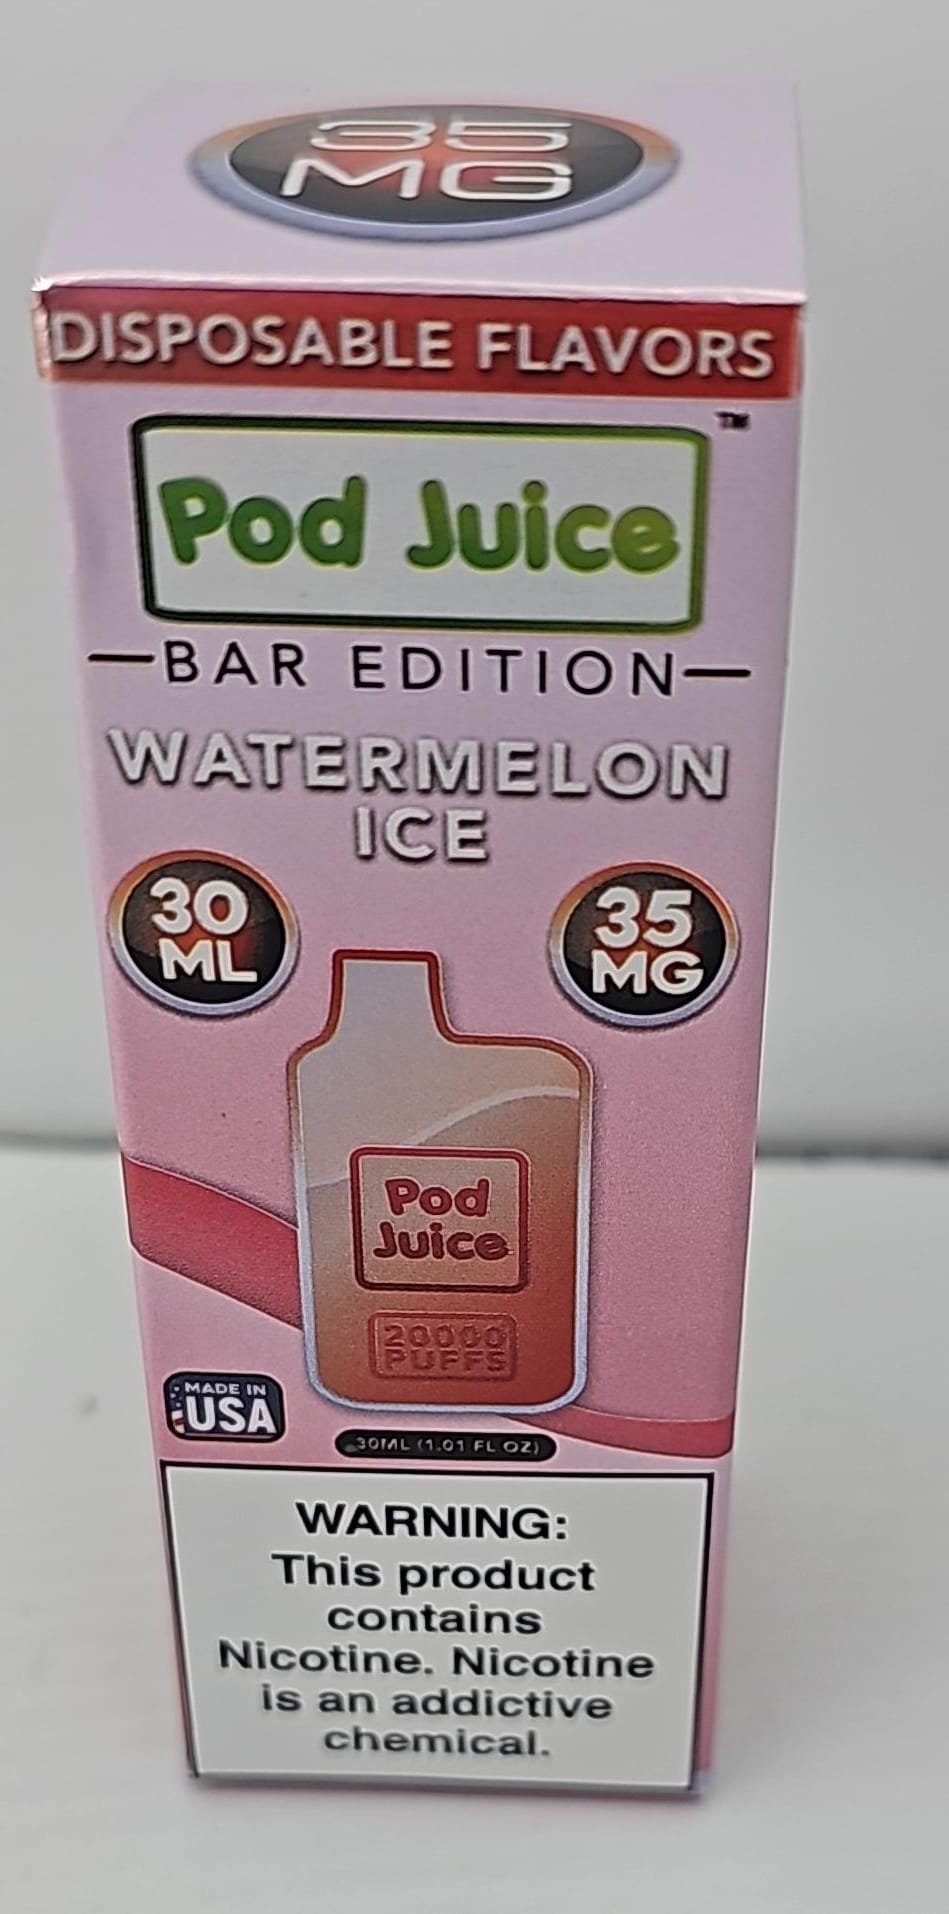 35
MG
DISPOSABLE FLAVORS
Pod Juice
TM
—BAR EDITION—
WATERMELON
ICE
30
ML
35
MG
Pod
Juice
20000
PUFFS
MADE IN
USA
30ML (1.01 FL OZ)
WARNING:
This product
contains
Nicotine. Nicotine
is an addictive
chemical.